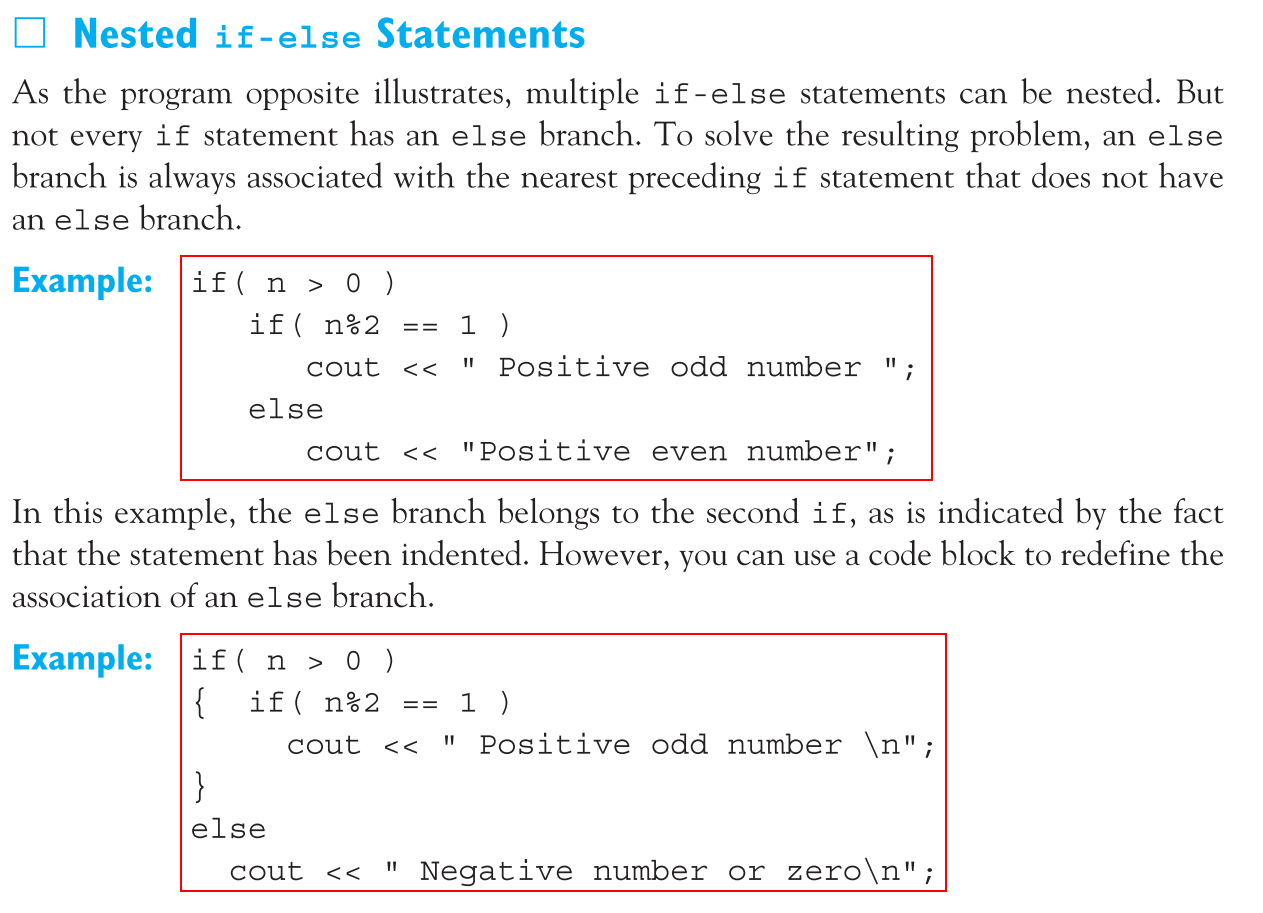 Nested if-else Statements
As the program opposite illustrates, multiple if-else statements can be nested. But
not every if statement has an else branch. To solve the resulting problem, an else
branch is always associated with the nearest preceding if statement that does not have
an else branch.
Example: if( n > 0 )
if( n%2 == 1 )
cout << " Positive odd number ";
else
cout << "Positive even number";
In this example, the else branch belongs to the second if, as is indicated by the fact
that the statement has been indented. However, you can use a code block to redefine the
association of an else branch.
Example: if( n > 0 )
{ if( n%2 == 1 )
cout << " Positive odd number \n";
}
else
cout << " Negative number or zero\n";